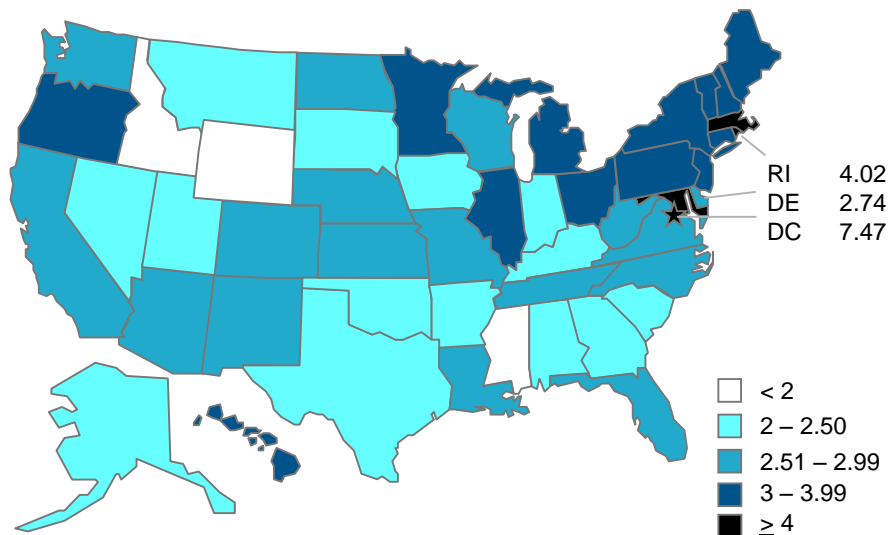 RI 4.02
DE 2.74
DC 7.47
< 2
2 – 2.50
2.51 – 2.99
3 – 3.99
≥ 4